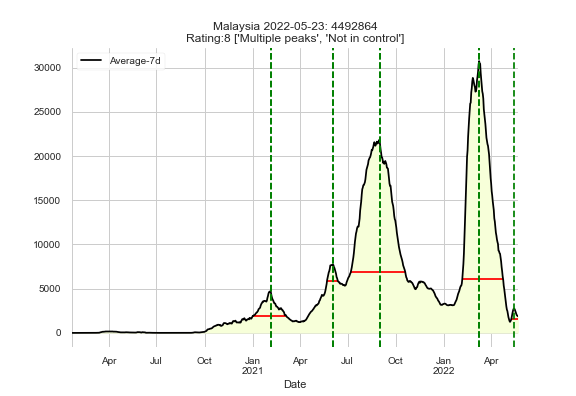 Malaysia 2022-05-23: 4492864
Rating:8 ['Multiple peaks', 'Not in control']
Average-7d
30000
25000
20000
15000
10000
5000
0
Apr Jul Oct Jan Apr Jul Oct Jan Apr
2021 2022
Date